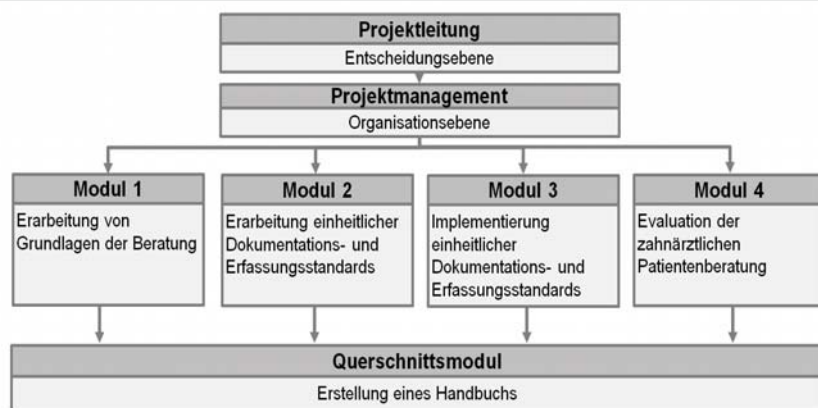 Projektleitung
Entscheidungsebene
Projektmanagement
Organisationsebene
Modul 1
Erarbeitung von
Grundlagen der Beratung
Modul 2
Erarbeitung einheitlicher
Dokumentations- und
Erfassungsstandards
Modul 3
Implementierung
einheitlicher
Dokumentations- und
Erfassungsstandards
Modul 4
Evaluation der
zahnärztlichen
Patientenberatung
Querschnittsmodul
Erstellung eines Handbuchs